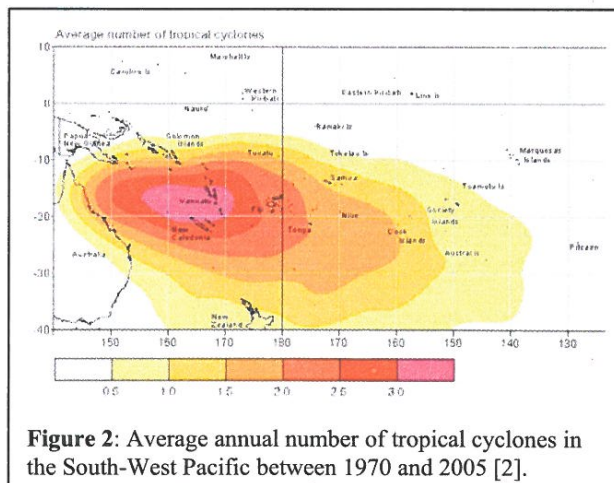 Average number of tropical cyclones
10
Marshall Is
Caroline Is
Western
Kiribati
Eastern Kiribati
Line Is
0
Nauru
Papua
New Guinea
Solomon
Islands
Tuvalu
Tokelau Is
Marquesas
Islands
-10
Samoa
Tuamotu Is
Vanuatu
Fiji
Niue
Society
Islands
-20
New
Caledonia
Tonga
Cook
Islands
Australia
Austral Is
Pitcairn
-30
New
Zealand
-40
150 160 170 180 170 160 150 140 130
0.5 1.0 1.5 2.0 2.5 3.0
Figure 2: Average annual number of tropical cyclones in
the South-West Pacific between 1970 and 2005 [2].